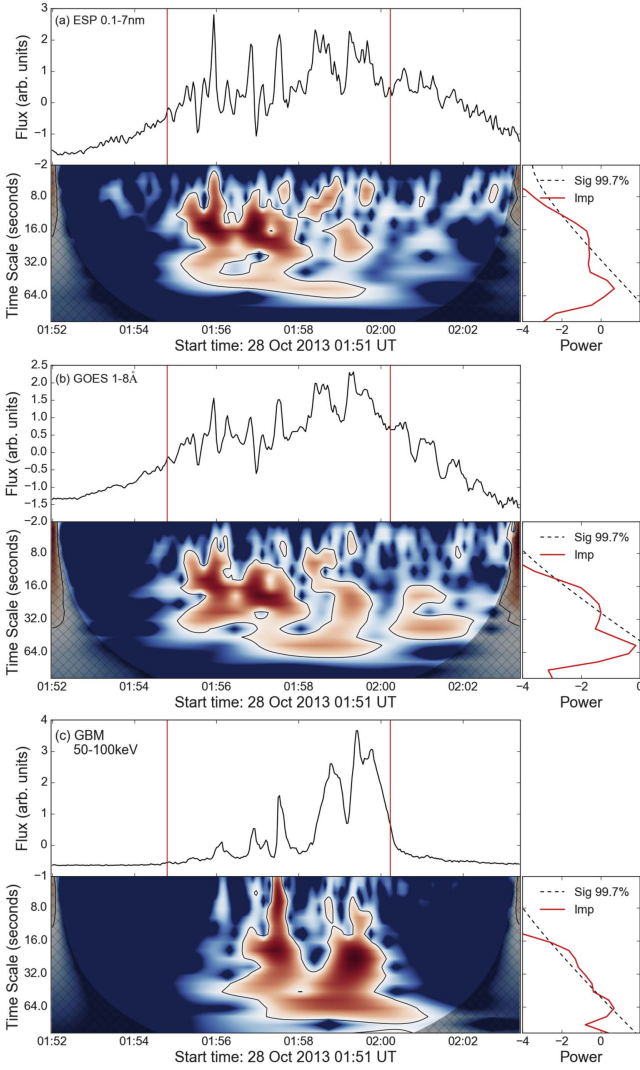 3
(a) ESP 0.1-7nm
2
1
0
−1
−2
Flux (arb. units)
8.0
16.0
32.0
64.0
Time Scale (seconds)
Sig 99.7%
Imp
01:52 01:54 01:56 01:58 02:00 02:02 −4 −2 0
Start time: 28 Oct 2013 01:51 UT Power
2.5
(b) GOES 1-8Å
2.0
1.5
1.0
0.5
0.0
−0.5
−1.0
−1.5
−2.0
Flux (arb. units)
8.0
16.0
32.0
64.0
Time Scale (seconds)
Sig 99.7%
Imp
01:52 01:54 01:56 01:58 02:00 02:02 −4 −2 0
Start time: 28 Oct 2013 01:51 UT Power
4
(c) GBM
50-100keV
3
2
1
0
−1
Flux (arb. units)
8.0
16.0
32.0
64.0
Time Scale (seconds)
Sig 99.7%
Imp
01:52 01:54 01:56 01:58 02:00 02:02 −4 −2 0 2
Start time: 28 Oct 2013 01:51 UT Power